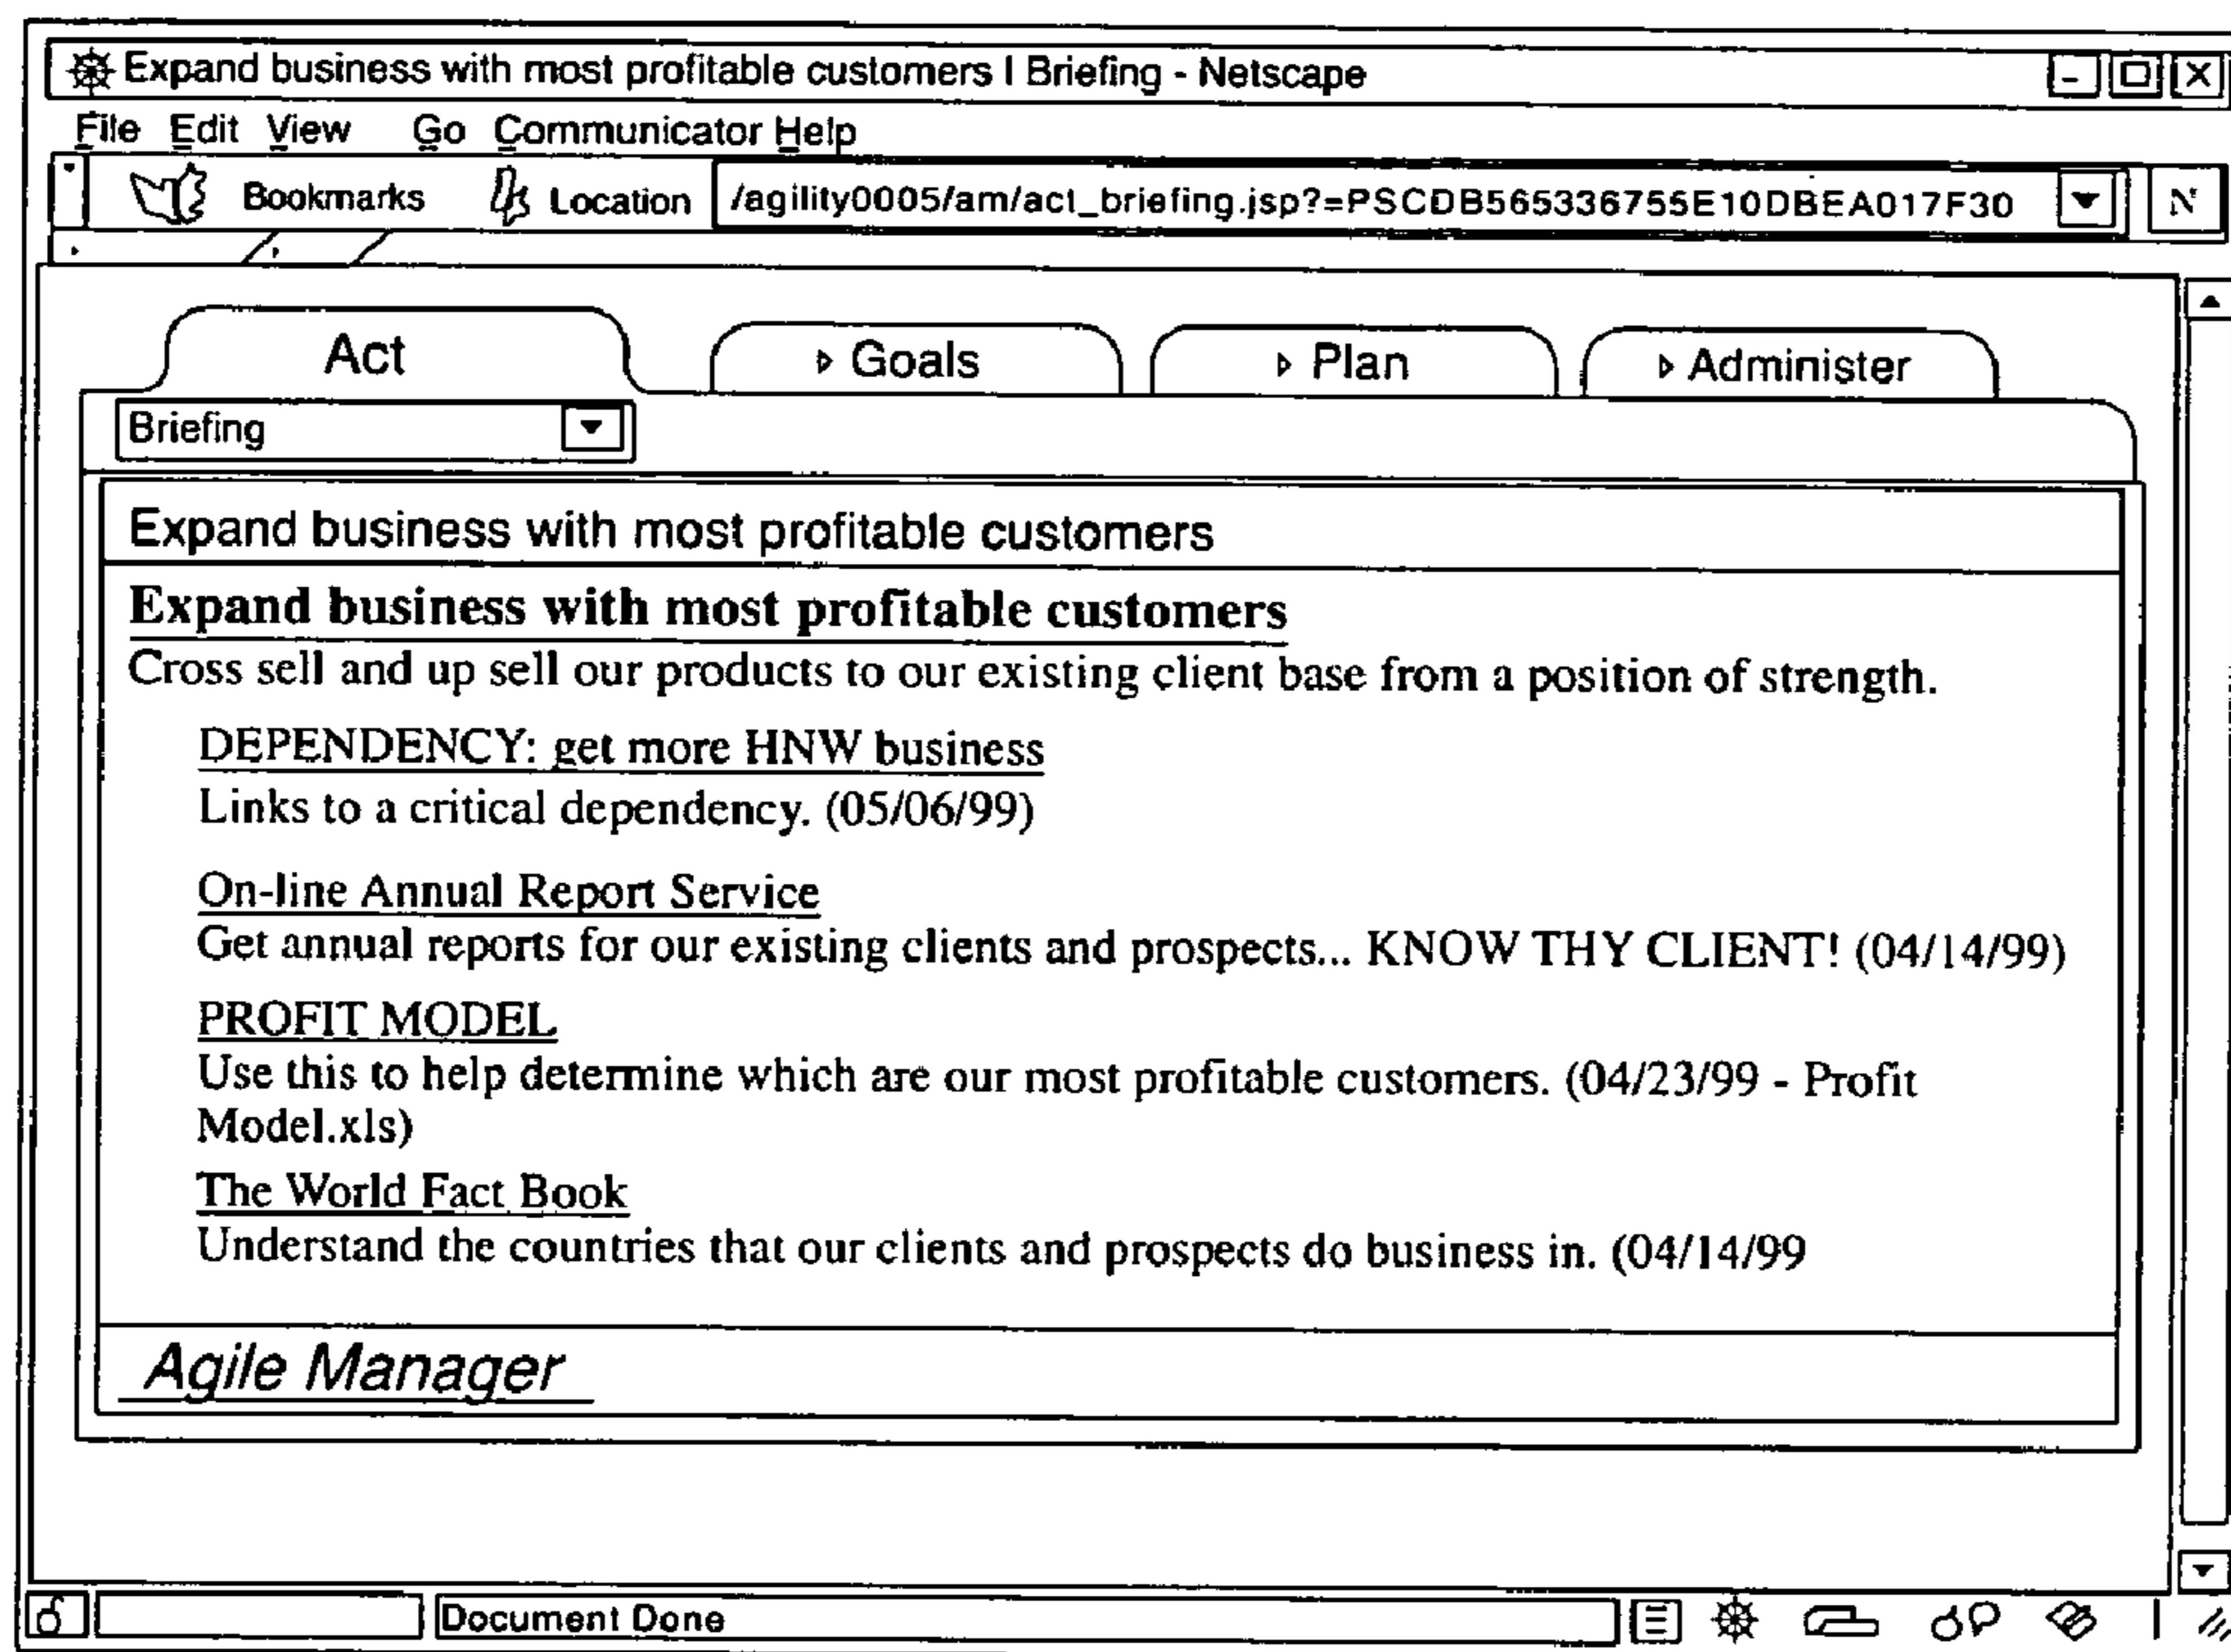 Expand business with most profitable customers | Briefing - Netscape
File Edit View Go Communicator Help
Bookmarks Location /agility0005/am/act_briefing.jsp?=PSCDB565336755E10DBEA017F30 N
Act Goals Plan Administer
Briefing
Expand business with most profitable customers
Expand business with most profitable customers
Cross sell and up sell our products to our existing client base from a position of strength.
DEPENDENCY: get more HNW business
Links to a critical dependency. (05/06/99)
On-line Annual Report Service
Get annual reports for our existing clients and prospects... KNOW THY CLIENT! (04/14/99)
PROFIT MODEL
Use this to help determine which are our most profitable customers. (04/23/99 - Profit
Model.xls)
The World Fact Book
Understand the countries that our clients and prospects do business in. (04/14/99
Agile Manager
Document Done